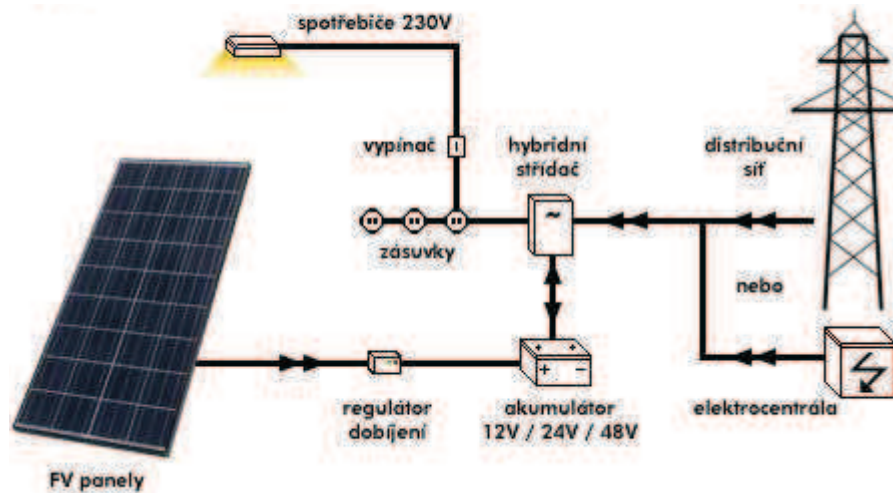 spotřebiče 230V
vypínač
hybridní
střídač
distribuční
síť
zásuvky
nebo
regulátor
dobíjení
akumulátor
12V / 24V / 48V
elektrocentrála
FV panely